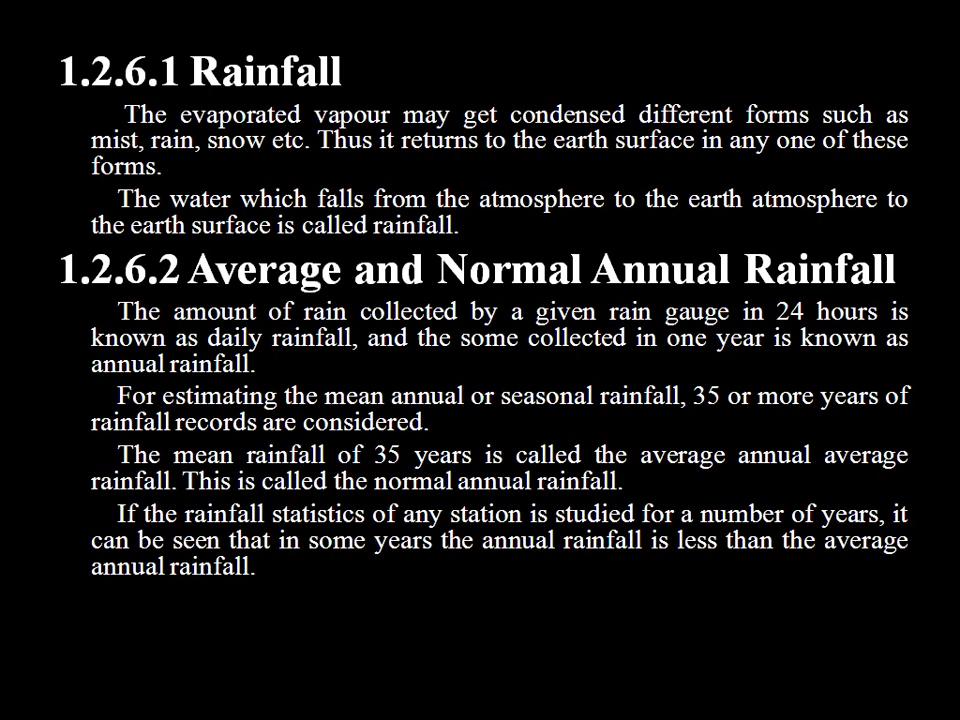 1.2.6.1 Rainfall
The evaporated vapour may get condensed different forms such as
mist, rain, snow etc. Thus it returns to the earth surface in any one of these
forms.
The water which falls from the atmosphere to the earth atmosphere to
the earth surface is called rainfall.
1.2.6.2 Average and Normal Annual Rainfall
The amount of rain collected by a given rain gauge in 24 hours is
known as daily rainfall, and the some collected in one year is known as
annual rainfall.
For estimating the mean annual or seasonal rainfall, 35 or more years of
rainfall records are considered.
The mean rainfall of 35 years is called the average annual average
rainfall. This is called the normal annual rainfall.
If the rainfall statistics of any station is studied for a number of years, it
can be seen that in some years the annual rainfall is less than the average
annual rainfall.